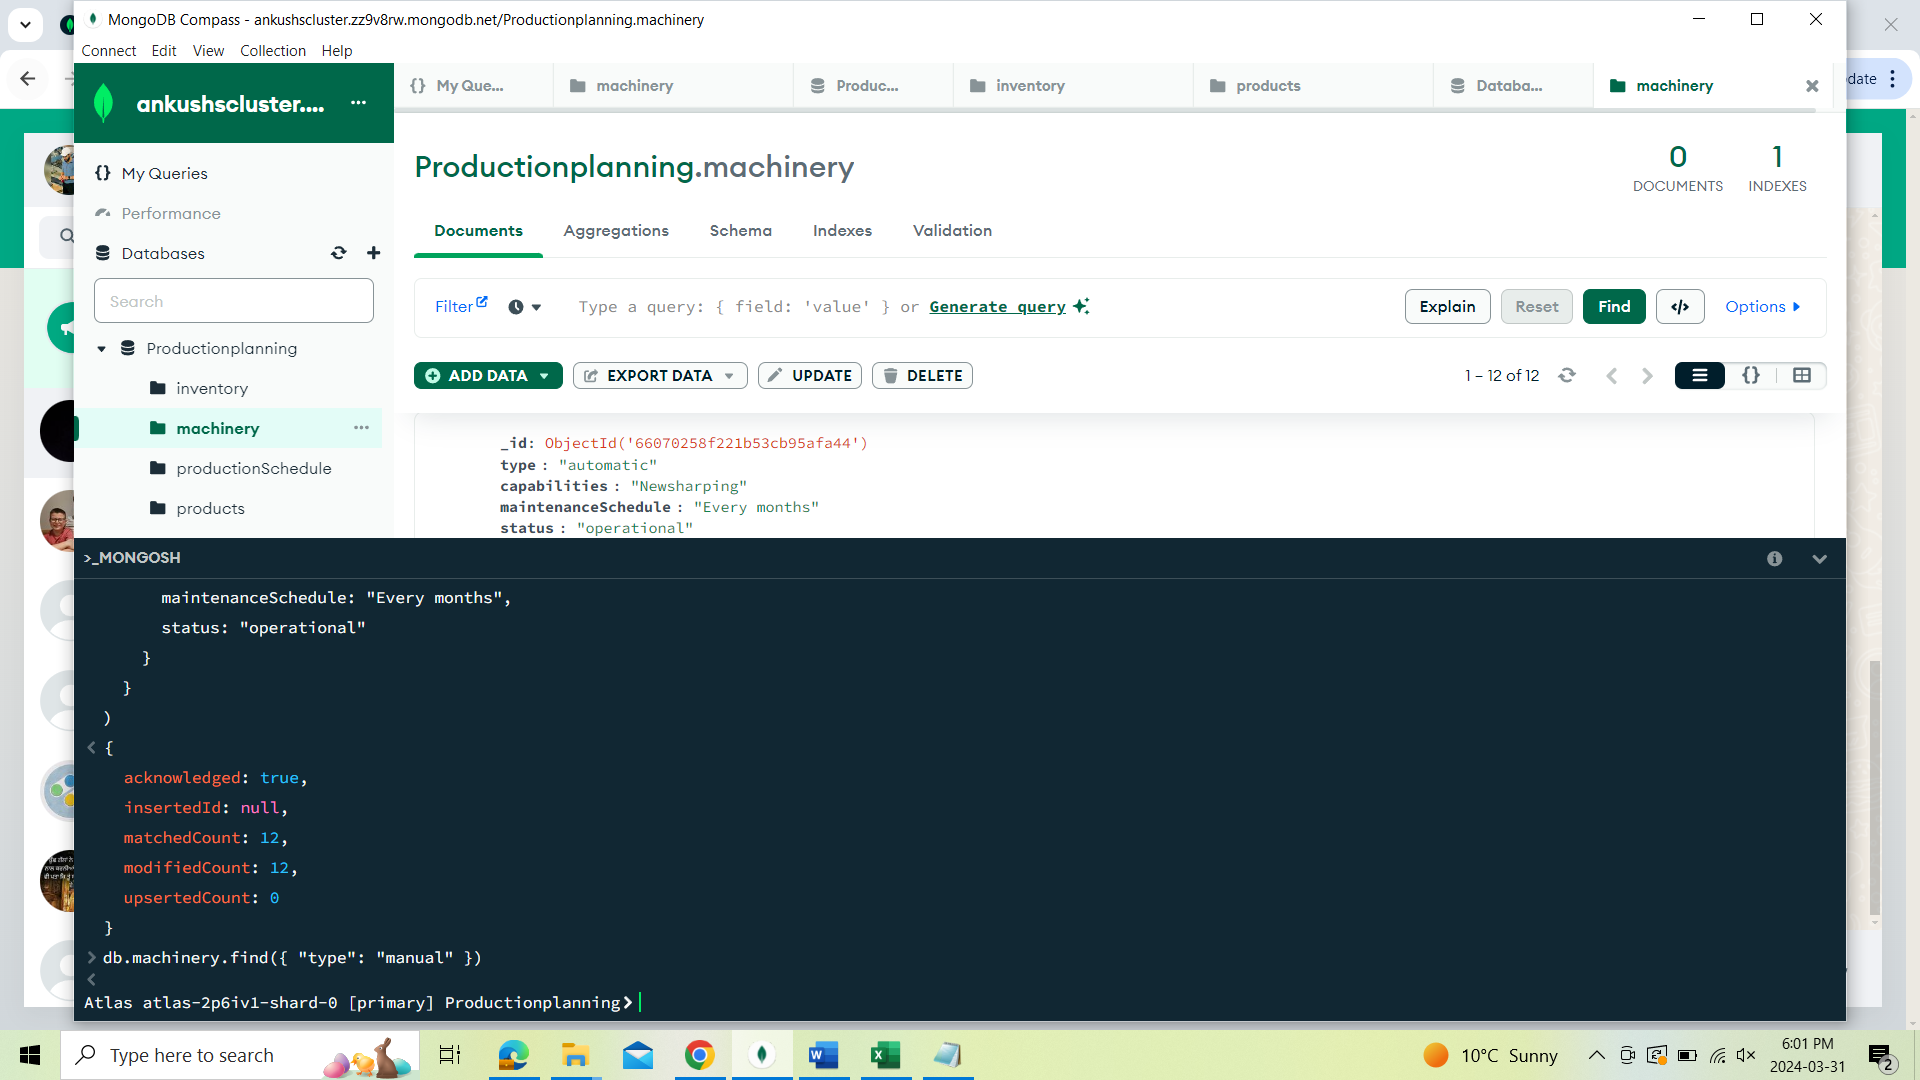 MongoDB Compass - ankushscluster.zz9v8rw.mongodb.net/Productionplanning.machinery
Connect Edit View Collection Help
date
ankushscluster....
{} My Que...
machinery
Produc...
inventory
products
Databa...
machinery
My Queries
Performance
Databases
Search
Productionplanning
inventory
machinery
productionSchedule
products
Productionplanning.machinery
0
DOCUMENTS
1
INDEXES
Documents Aggregations Schema Indexes Validation
Filter Type a query: { field: 'value' } or Generate query Explain Reset Find </> Options
ADD DATA EXPORT DATA UPDATE DELETE 1 – 12 of 12 {}
_id: ObjectId('66070258f221b53cb95afa44')
type : "automatic"
capabilities : "Newsharping"
maintenanceSchedule : "Every months"
status : "operational"
>_MONGOSH
maintenanceSchedule: "Every months",
status: "operational"
}
}
)
< {
acknowledged: true,
insertedId: null,
matchedCount: 12,
modifiedCount: 12,
upsertedCount: 0
}
> db.machinery.find({ "type": "manual" })
<
Atlas atlas-2p6iv1-shard-0 [primary] Productionplanning>
Type here to search
10°C Sunny
6:01 PM
2024-03-31
2